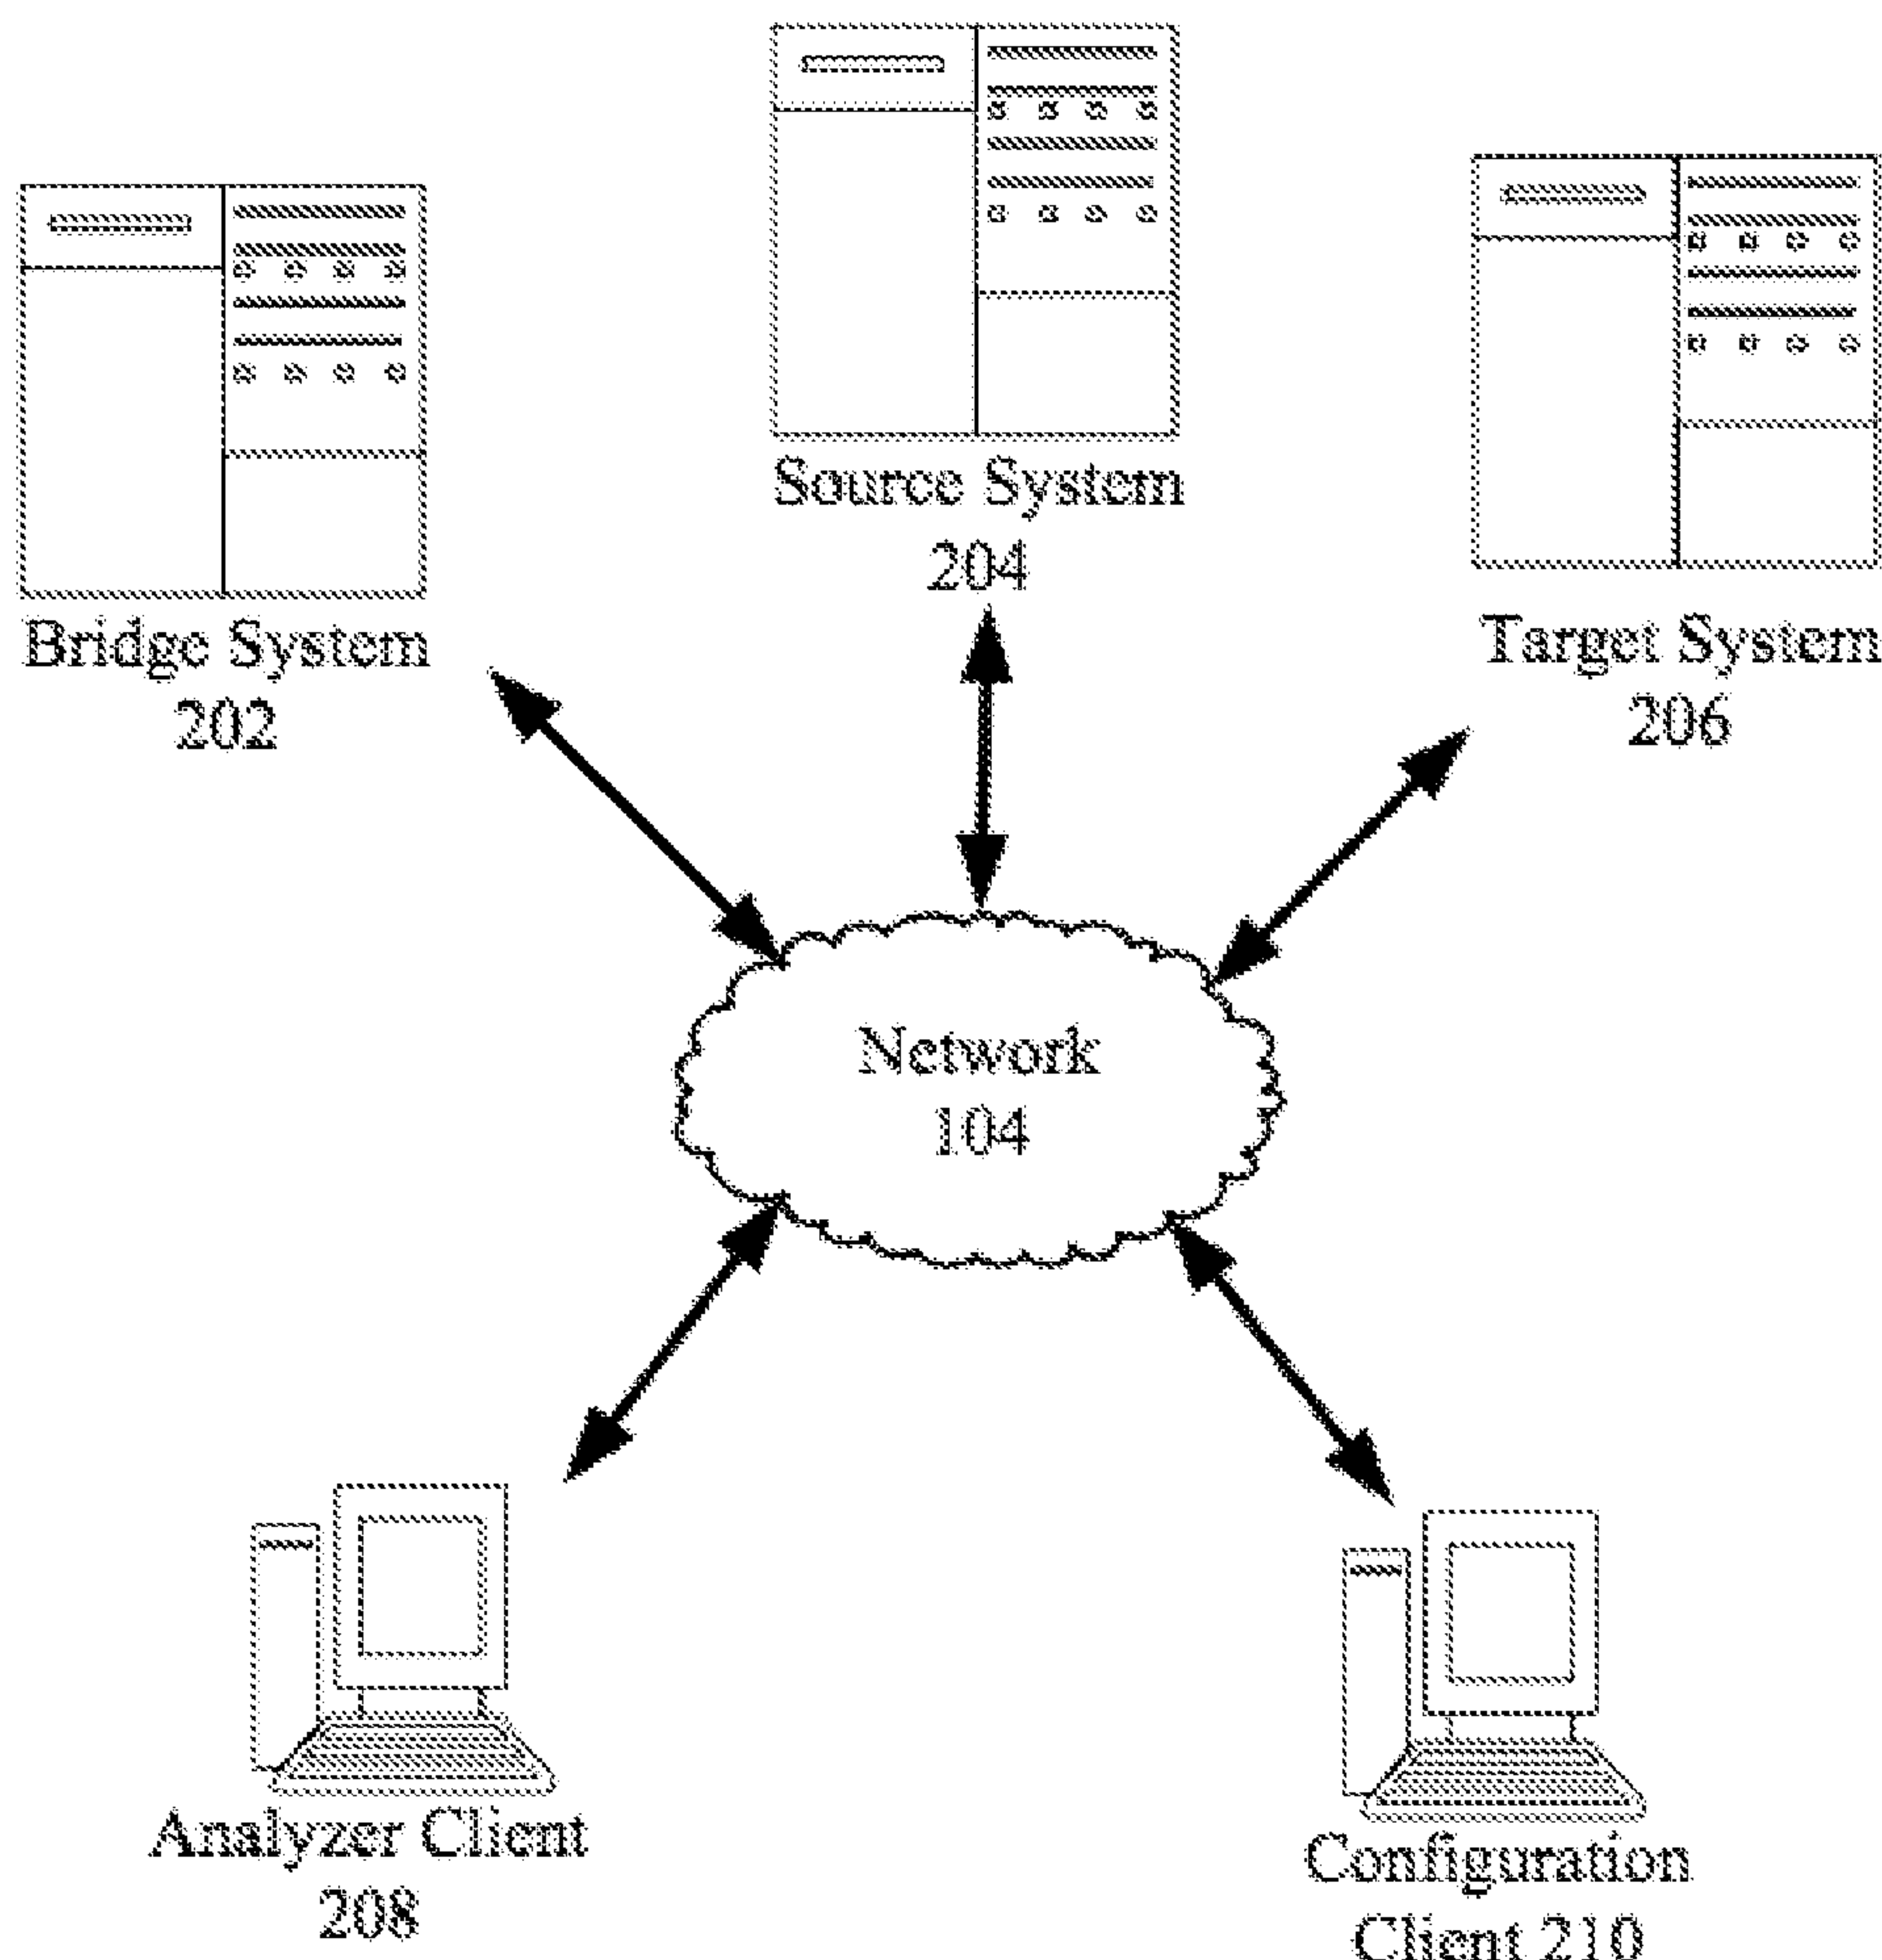 Source System
204
Bridge System
202
Target System
206
Network
104
Analyzer Client
208
Configuration
Client 210